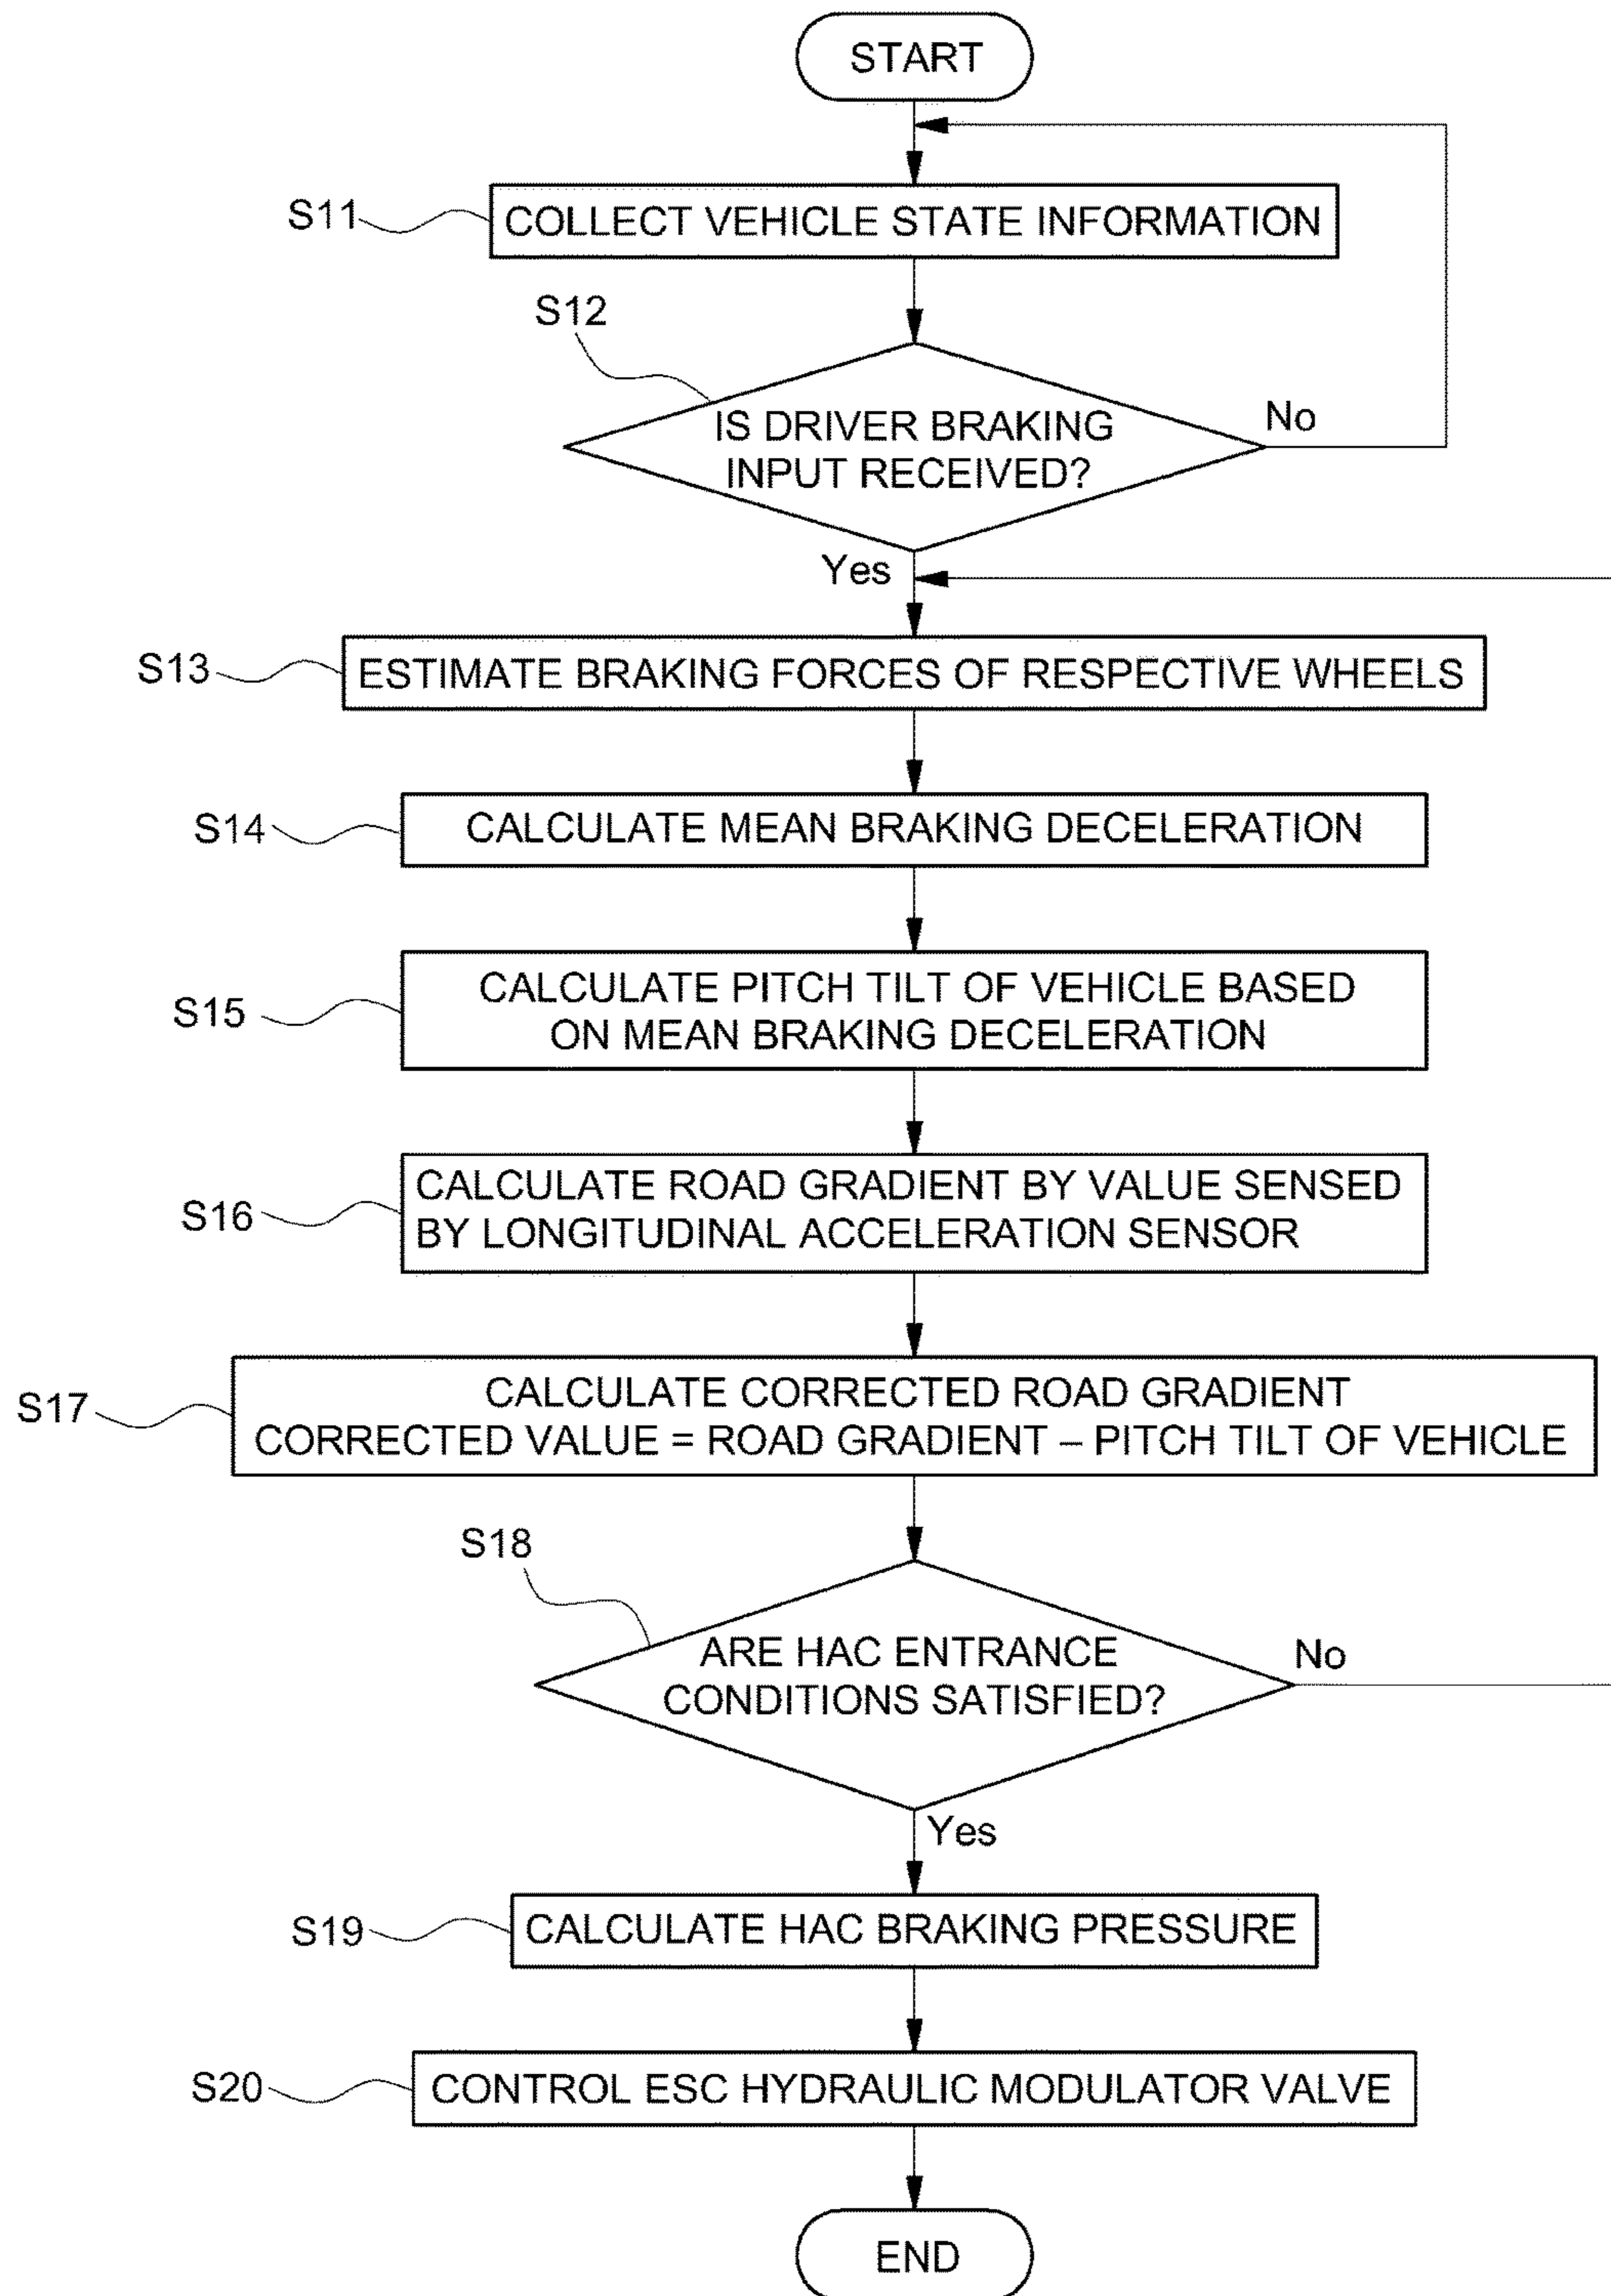 START
S11
COLLECT VEHICLE STATE INFORMATION
S12
IS DRIVER BRAKING
INPUT RECEIVED?
No
Yes
S13
ESTIMATE BRAKING FORCES OF RESPECTIVE WHEELS
S14
CALCULATE MEAN BRAKING DECELERATION
S15
CALCULATE PITCH TILT OF VEHICLE BASED
ON MEAN BRAKING DECELERATION
S16
CALCULATE ROAD GRADIENT BY VALUE SENSED
BY LONGITUDINAL ACCELERATION SENSOR
S17
CALCULATE CORRECTED ROAD GRADIENT
CORRECTED VALUE = ROAD GRADIENT – PITCH TILT OF VEHICLE
S18
ARE HAC ENTRANCE
CONDITIONS SATISFIED?
No
Yes
S19
CALCULATE HAC BRAKING PRESSURE
S20
CONTROL ESC HYDRAULIC MODULATOR VALVE
END